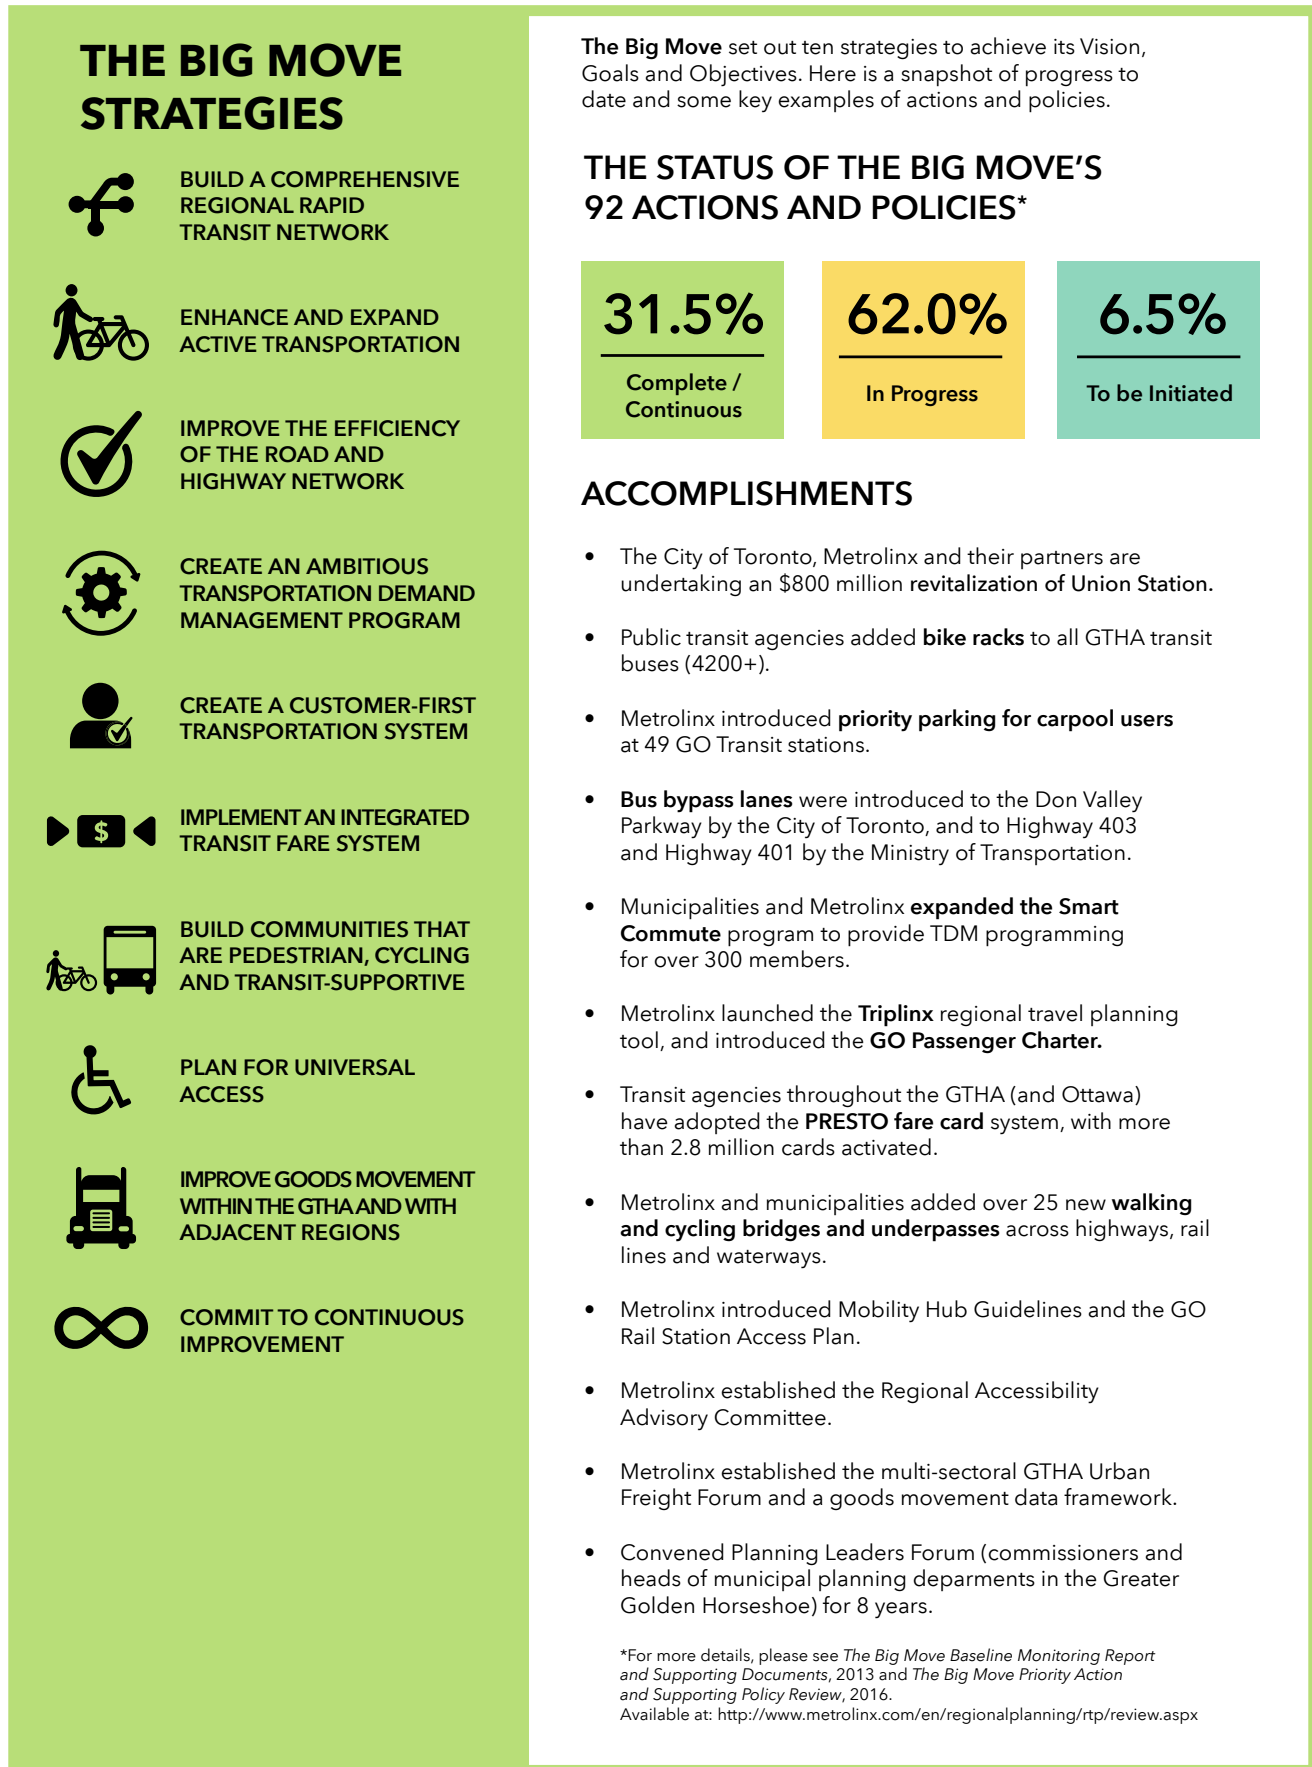 THE BIG MOVE
STRATEGIES
BUILD A COMPREHENSIVE
REGIONAL RAPID
TRANSIT NETWORK
ENHANCE AND EXPAND
ACTIVE TRANSPORTATION
IMPROVE THE EFFICIENCY
OF THE ROAD AND
HIGHWAY NETWORK
CREATE AN AMBITIOUS
TRANSPORTATION DEMAND
MANAGEMENT PROGRAM
CREATE A CUSTOMER-FIRST
TRANSPORTATION SYSTEM
$
IMPLEMENT AN INTEGRATED
TRANSIT FARE SYSTEM
BUILD COMMUNITIES THAT
ARE PEDESTRIAN, CYCLING
AND TRANSIT-SUPPORTIVE
PLAN FOR UNIVERSAL
ACCESS
IMPROVE GOODS MOVEMENT
WITHIN THE GTHA AND WITH
ADJACENT REGIONS
COMMIT TO CONTINUOUS
IMPROVEMENT
The Big Move set out ten strategies to achieve its Vision,
Goals and Objectives. Here is a snapshot of progress to
date and some key examples of actions and policies.
THE STATUS OF THE BIG MOVE'S
92 ACTIONS AND POLICIES*
31.5%
Complete /
Continuous
62.0%
In Progress
6.5%
To be Initiated
ACCOMPLISHMENTS
• The City of Toronto, Metrolinx and their partners are
undertaking an $800 million revitalization of Union Station.
• Public transit agencies added bike racks to all GTHA transit
buses (4200+).
• Metrolinx introduced priority parking for carpool users
at 49 GO Transit stations.
• Bus bypass lanes were introduced to the Don Valley
Parkway by the City of Toronto, and to Highway 403
and Highway 401 by the Ministry of Transportation.
• Municipalities and Metrolinx expanded the Smart
Commute program to provide TDM programming
for over 300 members.
• Metrolinx launched the Triplinx regional travel planning
tool, and introduced the GO Passenger Charter.
• Transit agencies throughout the GTHA (and Ottawa)
have adopted the PRESTO fare card system, with more
than 2.8 million cards activated.
• Metrolinx and municipalities added over 25 new walking
and cycling bridges and underpasses across highways, rail
lines and waterways.
• Metrolinx introduced Mobility Hub Guidelines and the GO
Rail Station Access Plan.
• Metrolinx established the Regional Accessibility
Advisory Committee.
• Metrolinx established the multi-sectoral GTHA Urban
Freight Forum and a goods movement data framework.
• Convened Planning Leaders Forum (commissioners and
heads of municipal planning deparments in the Greater
Golden Horseshoe) for 8 years.
*For more details, please see The Big Move Baseline Monitoring Report
and Supporting Documents, 2013 and The Big Move Priority Action
and Supporting Policy Review, 2016.
Available at: http://www.metrolinx.com/en/regionalplanning/rtp/review.aspx